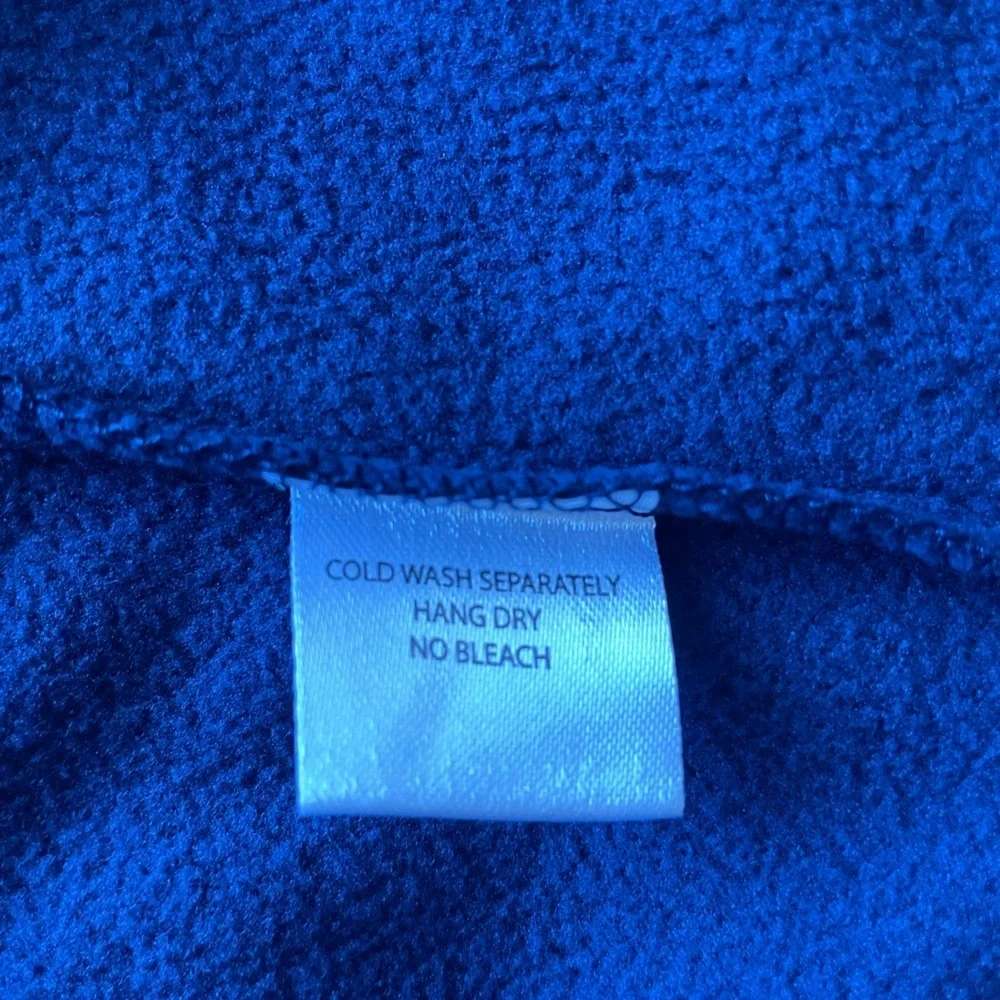 COLD WASH SEPARATELY
HANG DRY
NO BLEACH